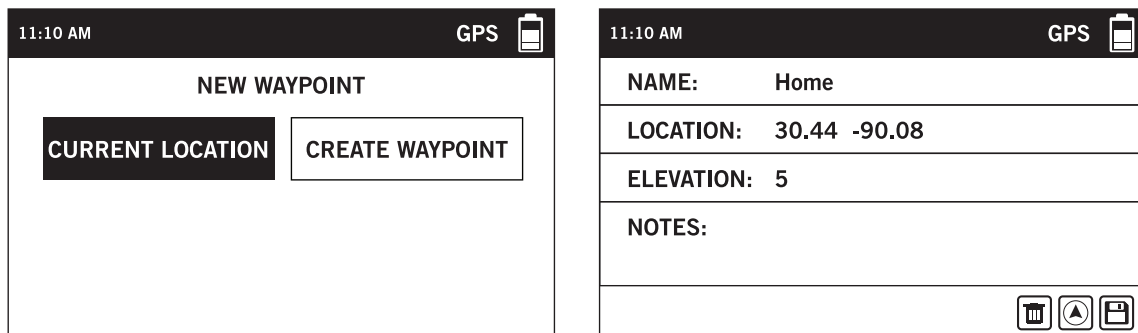 11:10 AM GPS
NEW WAYPOINT
CURRENT LOCATION CREATE WAYPOINT
11:10 AM GPS
NAME: Home
LOCATION: 30.44 -90.08
ELEVATION: 5
NOTES: